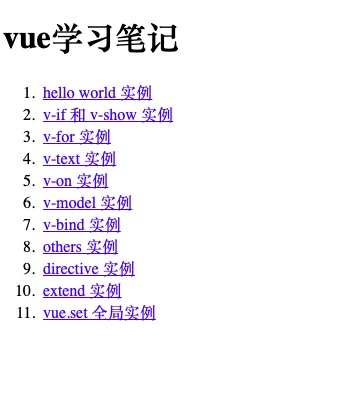 vue学习笔记
1. hello world 实例
2. v-if 和 v-show 实例
3. v-for 实例
4. v-text 实例
5. v-on 实例
6. v-model 实例
7. v-bind 实例
8. others 实例
9. directive 实例
10. extend 实例
11. vue.set 全局实例